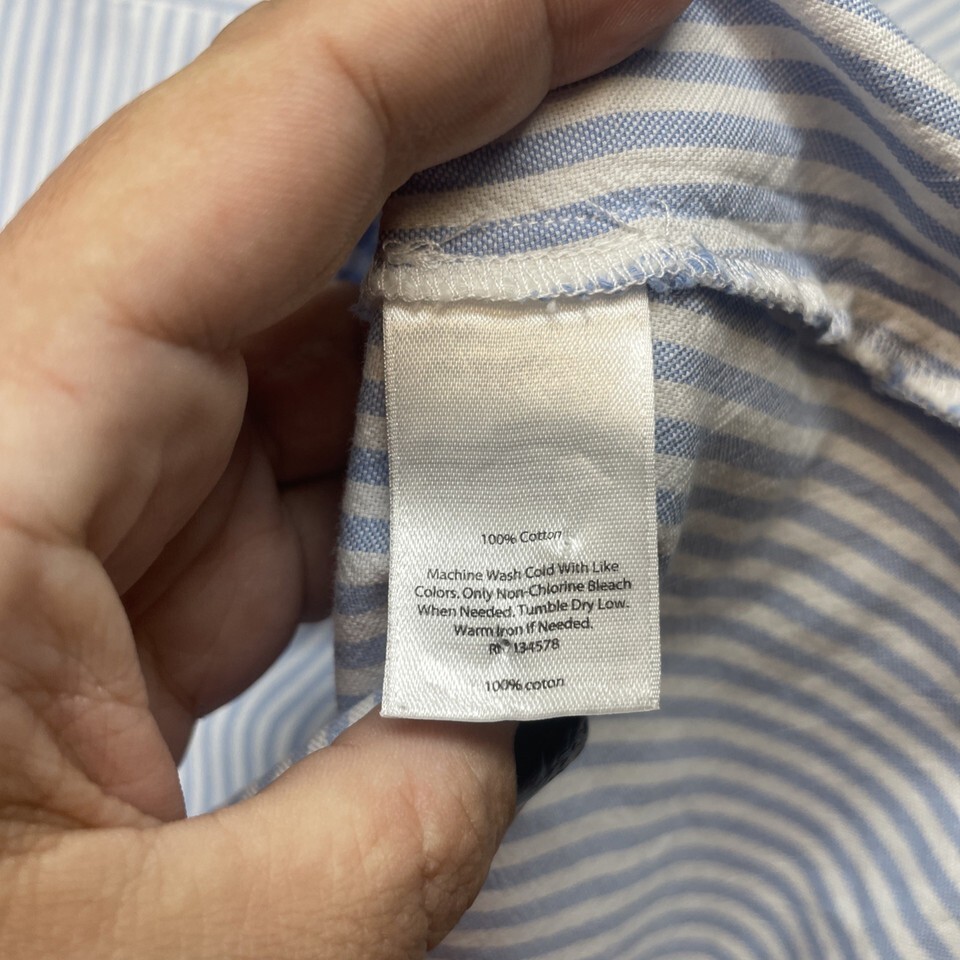 100% Cotton
Machine Wash Cold With Like
Colors. Only Non-Chlorine Bleach
When Needed. Tumble Dry Low.
Warm Iron If Needed.
134578
100% coton